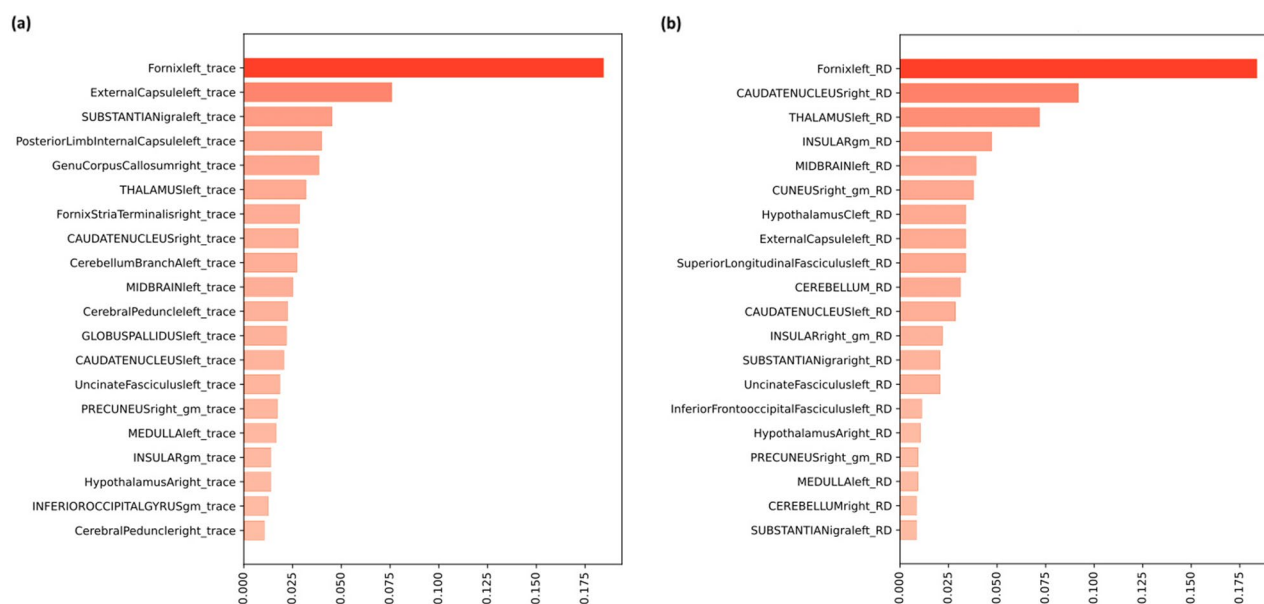 (a)
Fornixleft_trace
ExternalCapsuleleft_trace
SUBSTANTIANigraleft_trace
PosteriorLimbInternalCapsuleleft_trace
GenuCorpusCallosumright_trace
THALAMUSleft_trace
FornixStriaTerminalisright_trace
CAUDATENUCLEUSright_trace
CerebellumBranchAleft_trace
MIDBRAINleft_trace
CerebralPeduncleleft_trace
GLOBUSPALLIDUSleft_trace
CAUDATENUCLEUSleft_trace
UncinateFasciculusleft_trace
PRECUNEUSright_gm_trace
MEDULLAleft_trace
INSULARgm_trace
HypothalamusAright_trace
INFERIOROCCIPITALGYRUSgm_trace
CerebralPeduncleright_trace
0.000
0.025
0.050
0.075
0.100
0.125
0.150
0.175
(b)
Fornixleft_RD
CAUDATENUCLEUSright_RD
THALAMUSleft_RD
INSULARgm_RD
MIDBRAINleft_RD
CUNEUSright_gm_RD
HypothalamusCleft_RD
ExternalCapsuleleft_RD
SuperiorLongitudinalFasciculusleft_RD
CEREBELLUM_RD
CAUDATENUCLEUSleft_RD
INSULARright_gm_RD
SUBSTANTIANigraright_RD
UncinateFasciculusleft_RD
InferiorFrontooccipitalFasciculusleft_RD
HypothalamusAright_RD
PRECUNEUSright_gm_RD
MEDULLAleft_RD
CEREBELLUMright_RD
SUBSTANTIANigraleft_RD
0.000
0.025
0.050
0.075
0.100
0.125
0.150
0.175